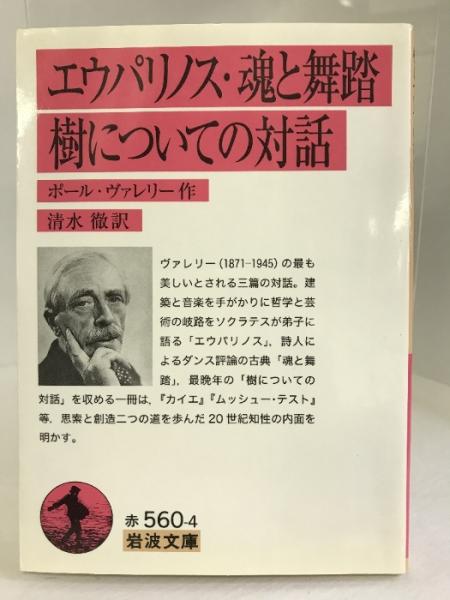 エウパリノス・魂と舞踏
樹についての対話
ポール・ヴァレリー作
清水 徹訳
ヴァレリー(1871-1945)の最も
美しいとされる三篇の対話。建
築と音楽を手がかりに哲学と芸
術の岐路をソクラテスが弟子に
語る「エウパリノス」、詩人に
よるダンス評論の古典「魂と舞
踏」、最晩年の「樹についての
対話」を収める一冊は、『カイエ』『ムッシュー・テスト』
等、思索と創造二つの道を歩んだ20世紀知性の内面を
明かす。
赤 560-4
岩波文庫